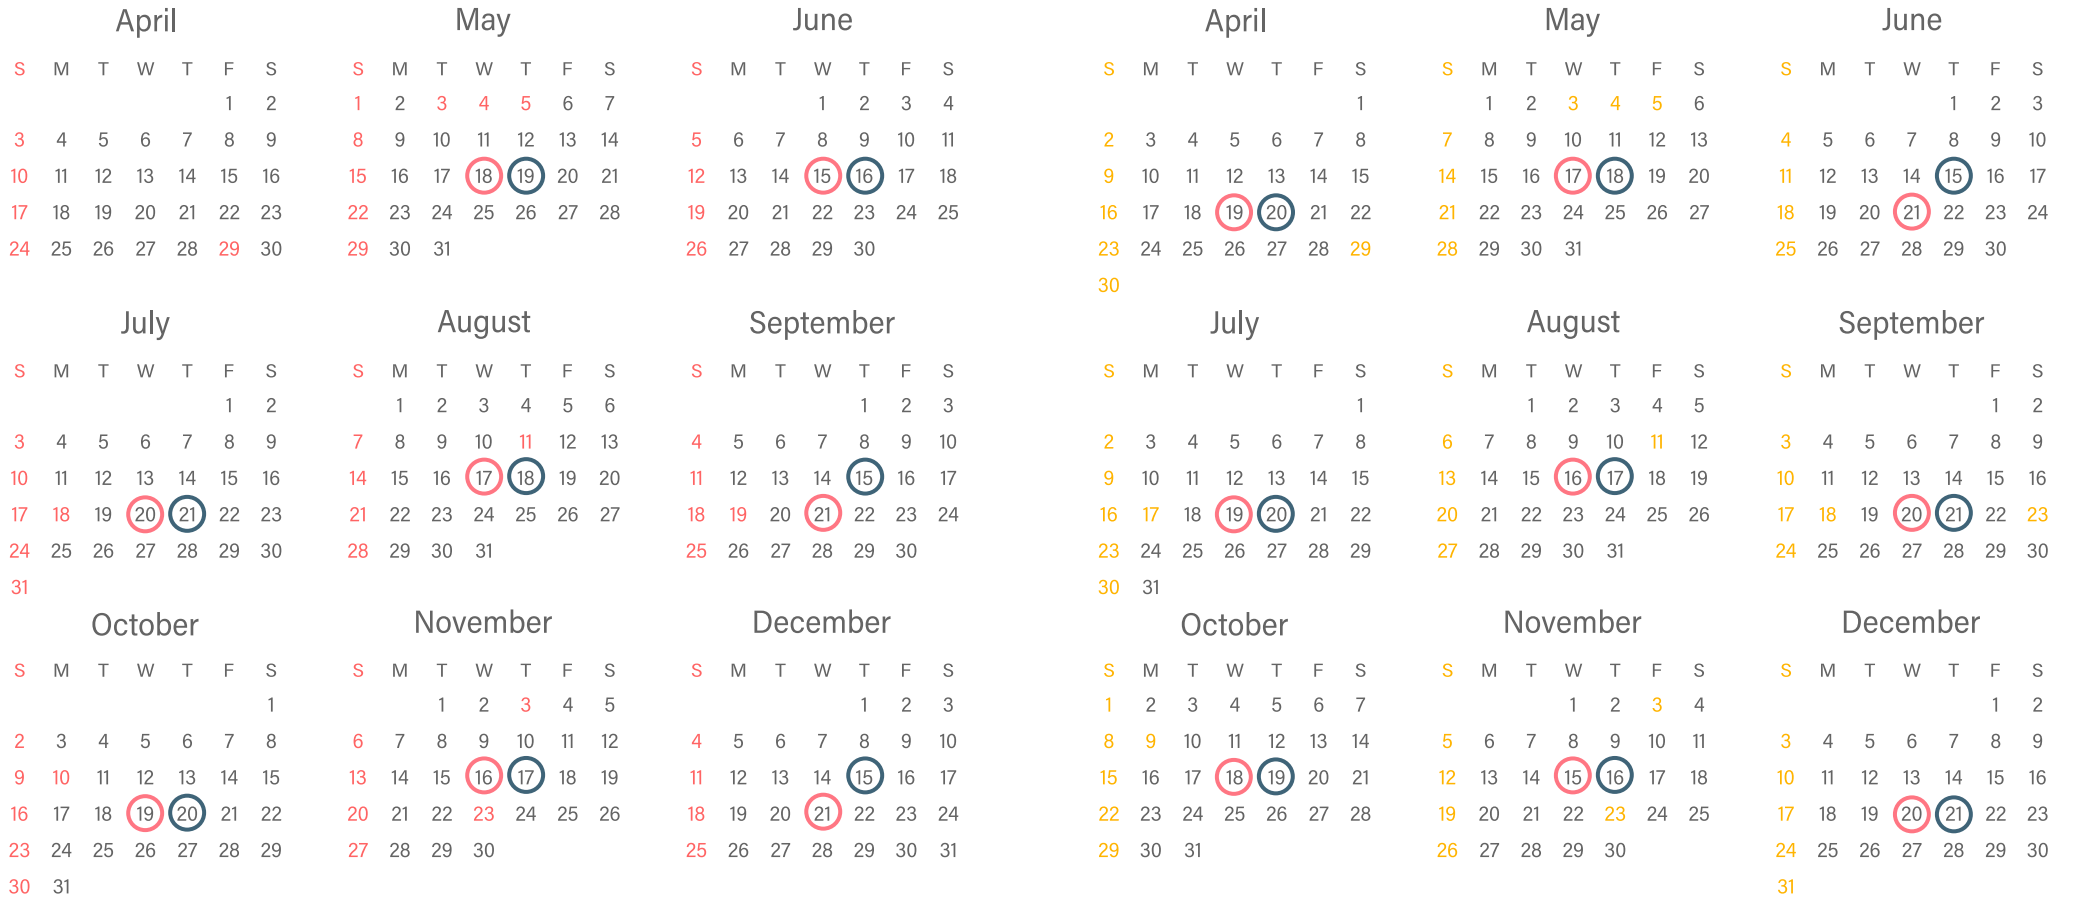 April
S M T W T F S
1 2
3 4 5 6 7 8 9
10 11 12 13 14 15 16
17 18 19 20 21 22 23
24 25 26 27 28 29 30
May
S M T W T F S
1 2 3 4 5 6 7
8 9 10 11 12 13 14
15 16 17 18 19 20 21
22 23 24 25 26 27 28
29 30 31
June
S M T W T F S
1 2 3 4
5 6 7 8 9 10 11
12 13 14 15 16 17 18
19 20 21 22 23 24 25
26 27 28 29 30
July
S M T W T F S
1 2
3 4 5 6 7 8 9
10 11 12 13 14 15 16
17 18 19 20 21 22 23
24 25 26 27 28 29 30
31
August
S M T W T F S
1 2 3 4 5 6
7 8 9 10 11 12 13
14 15 16 17 18 19 20
21 22 23 24 25 26 27
28 29 30 31
September
S M T W T F S
1 2 3
4 5 6 7 8 9 10
11 12 13 14 15 16 17
18 19 20 21 22 23 24
25 26 27 28 29 30
October
S M T W T F S
1
2 3 4 5 6 7 8
9 10 11 12 13 14 15
16 17 18 19 20 21 22
23 24 25 26 27 28 29
30 31
November
S M T W T F S
1 2 3 4 5
6 7 8 9 10 11 12
13 14 15 16 17 18 19
20 21 22 23 24 25 26
27 28 29 30
December
S M T W T F S
1 2 3
4 5 6 7 8 9 10
11 12 13 14 15 16 17
18 19 20 21 22 23 24
25 26 27 28 29 30 31
April
S M T W T F S
1
2 3 4 5 6 7 8
9 10 11 12 13 14 15
16 17 18 19 20 21 22
23 24 25 26 27 28 29
30
May
S M T W T F S
1 2 3 4 5 6
7 8 9 10 11 12 13
14 15 16 17 18 19 20
21 22 23 24 25 26 27
28 29 30 31
June
S M T W T F S
1 2 3
4 5 6 7 8 9 10
11 12 13 14 15 16 17
18 19 20 21 22 23 24
25 26 27 28 29 30
July
S M T W T F S
1
2 3 4 5 6 7 8
9 10 11 12 13 14 15
16 17 18 19 20 21 22
23 24 25 26 27 28 29
30 31
August
S M T W T F S
1 2 3 4 5
6 7 8 9 10 11 12
13 14 15 16 17 18 19
20 21 22 23 24 25 26
27 28 29 30 31
September
S M T W T F S
1 2
3 4 5 6 7 8 9
10 11 12 13 14 15 16
17 18 19 20 21 22 23
24 25 26 27 28 29 30
October
S M T W T F S
1 2 3 4 5 6 7
8 9 10 11 12 13 14
15 16 17 18 19 20 21
22 23 24 25 26 27 28
29 30 31
November
S M T W T F S
1 2 3 4
5 6 7 8 9 10 11
12 13 14 15 16 17 18
19 20 21 22 23 24 25
26 27 28 29 30
December
S M T W T F S
1 2
3 4 5 6 7 8 9
10 11 12 13 14 15 16
17 18 19 20 21 22 23
24 25 26 27 28 29 30
31